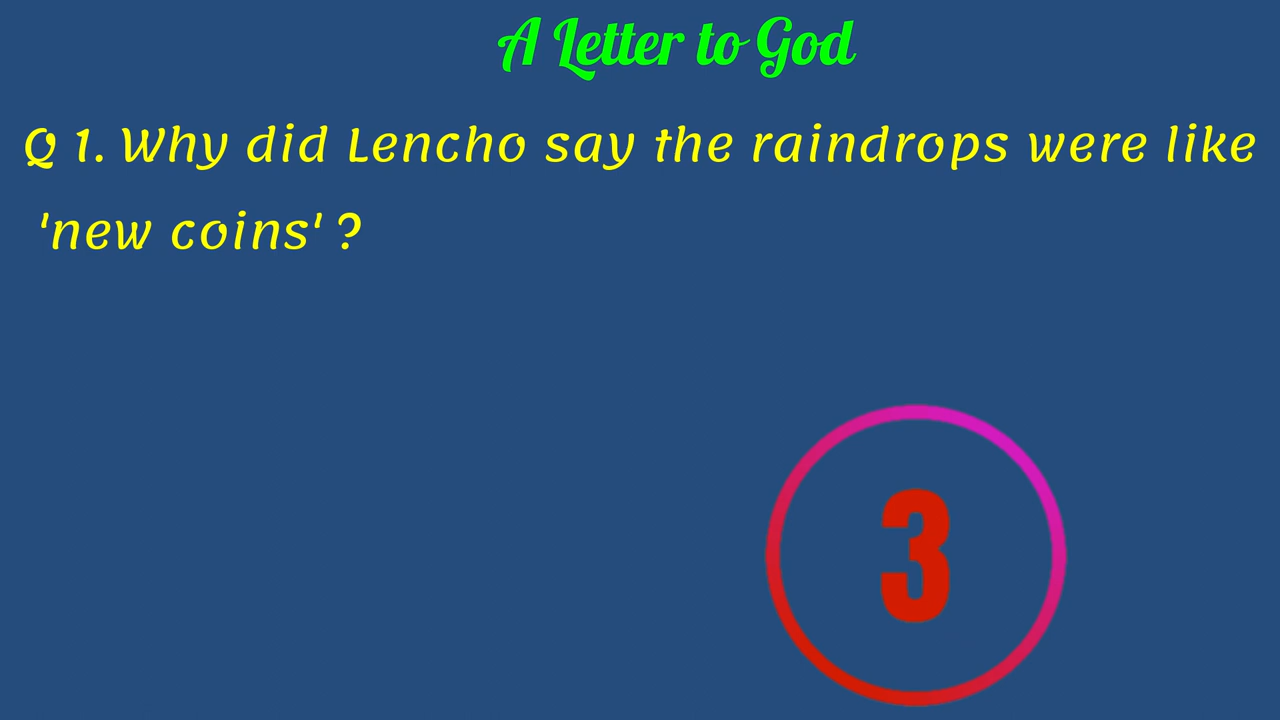 A Letter to God
Q 1. Why did Lencho say the raindrops were like
'new coins' ?
3